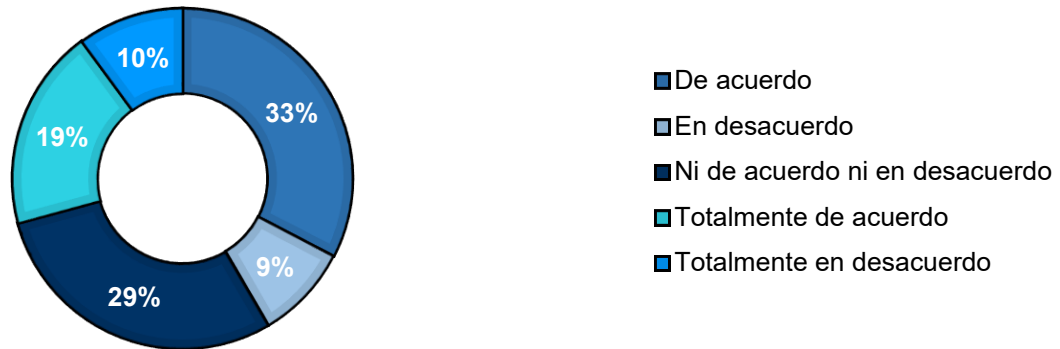 10%
33%
19%
9%
29%
De acuerdo
En desacuerdo
Ni de acuerdo ni en desacuerdo
Totalmente de acuerdo
Totalmente en desacuerdo